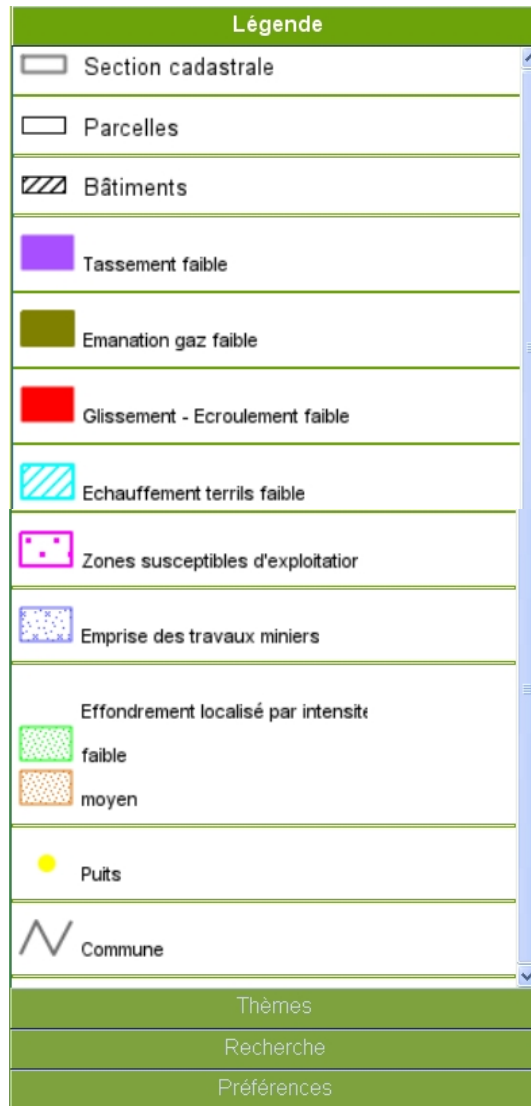 Légende
Section cadastrale
Parcelles
Bâtiments
Tassement faible
Emanation gaz faible
Glissement - Ecroulement faible
Echauffement terrils faible
Zones susceptibles d'exploitatior
Emprise des travaux miniers
Effondrement localisé par intensite
faible
moyen
Puits
Commune
Thèmes
Recherche
Préférences